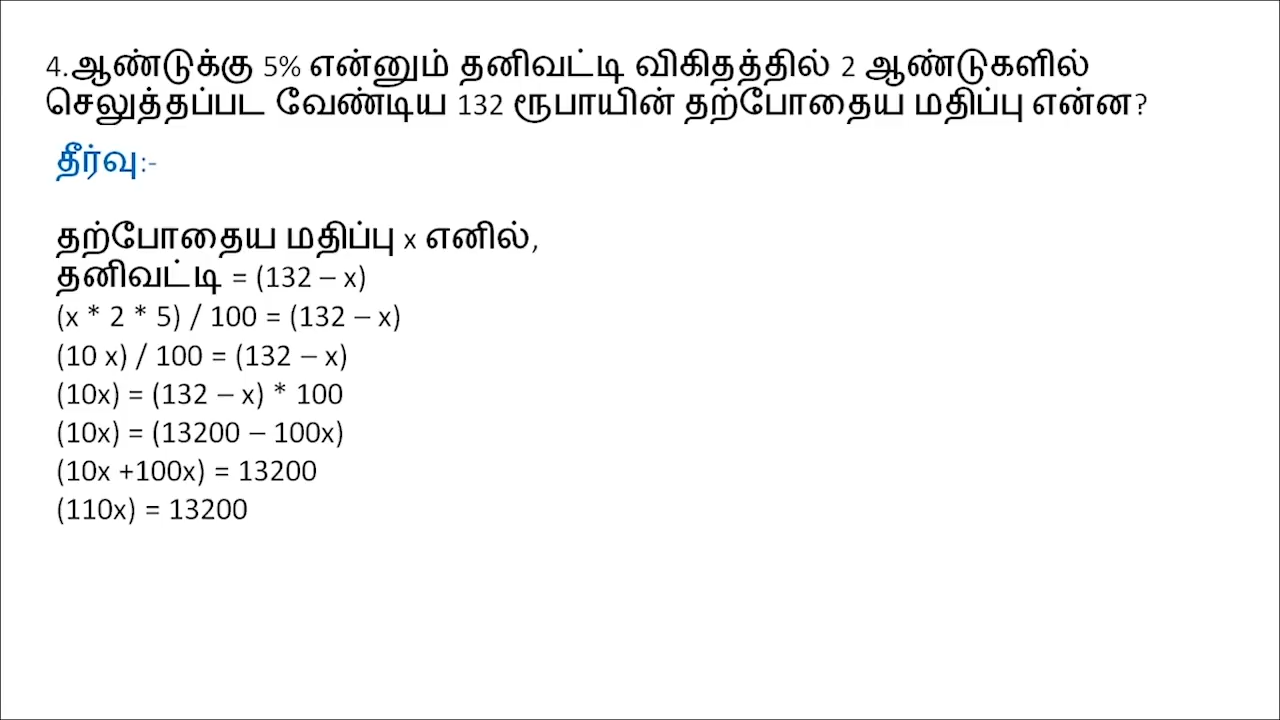 4.ஆண்டுக்கு 5% என்னும் தனிவட்டி விகிதத்தில் 2 ஆண்டுகளில்
செலுத்தப்பட வேண்டிய 132 ரூபாயின் தற்போதைய மதிப்பு என்ன?
தீர்வு:-
தற்போதைய மதிப்பு x எனில்,
தனிவட்டி = (132 – x)
(x * 2 * 5) / 100 = (132 – x)
(10 x) / 100 = (132 – x)
(10x) = (132 – x) * 100
(10x) = (13200 – 100x)
(10x +100x) = 13200
(110x) = 13200